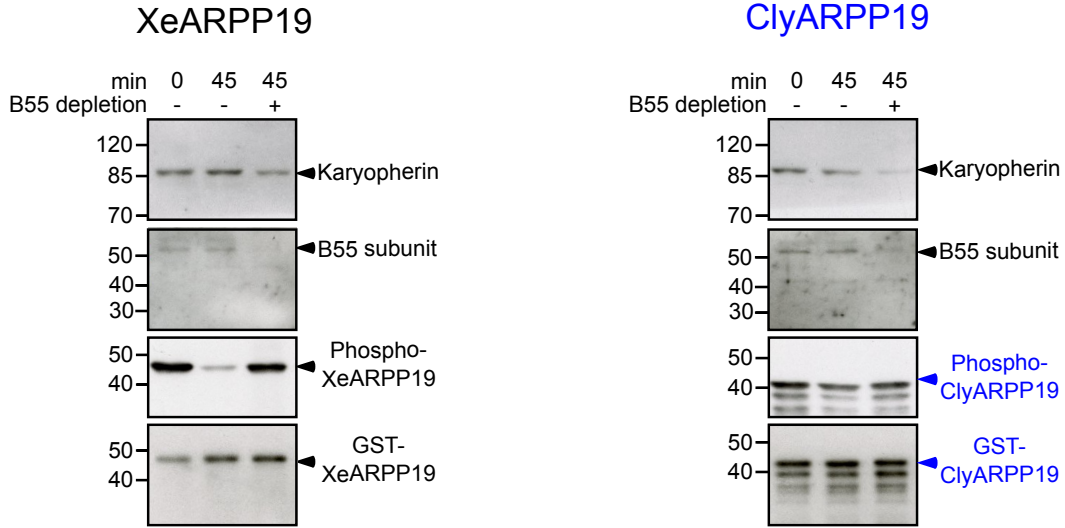 XeARPP19
min 0 45 45
B55 depletion - - +
120
85
70
Karyopherin
50
40
30
B55 subunit
50
40
Phospho-
XeARPP19
50
40
GST-
XeARPP19
ClyARPP19
min 0 45 45
B55 depletion - - +
120
85
70
Karyopherin
50
40
30
B55 subunit
50
40
Phospho-
ClyARPP19
50
40
GST-
ClyARPP19